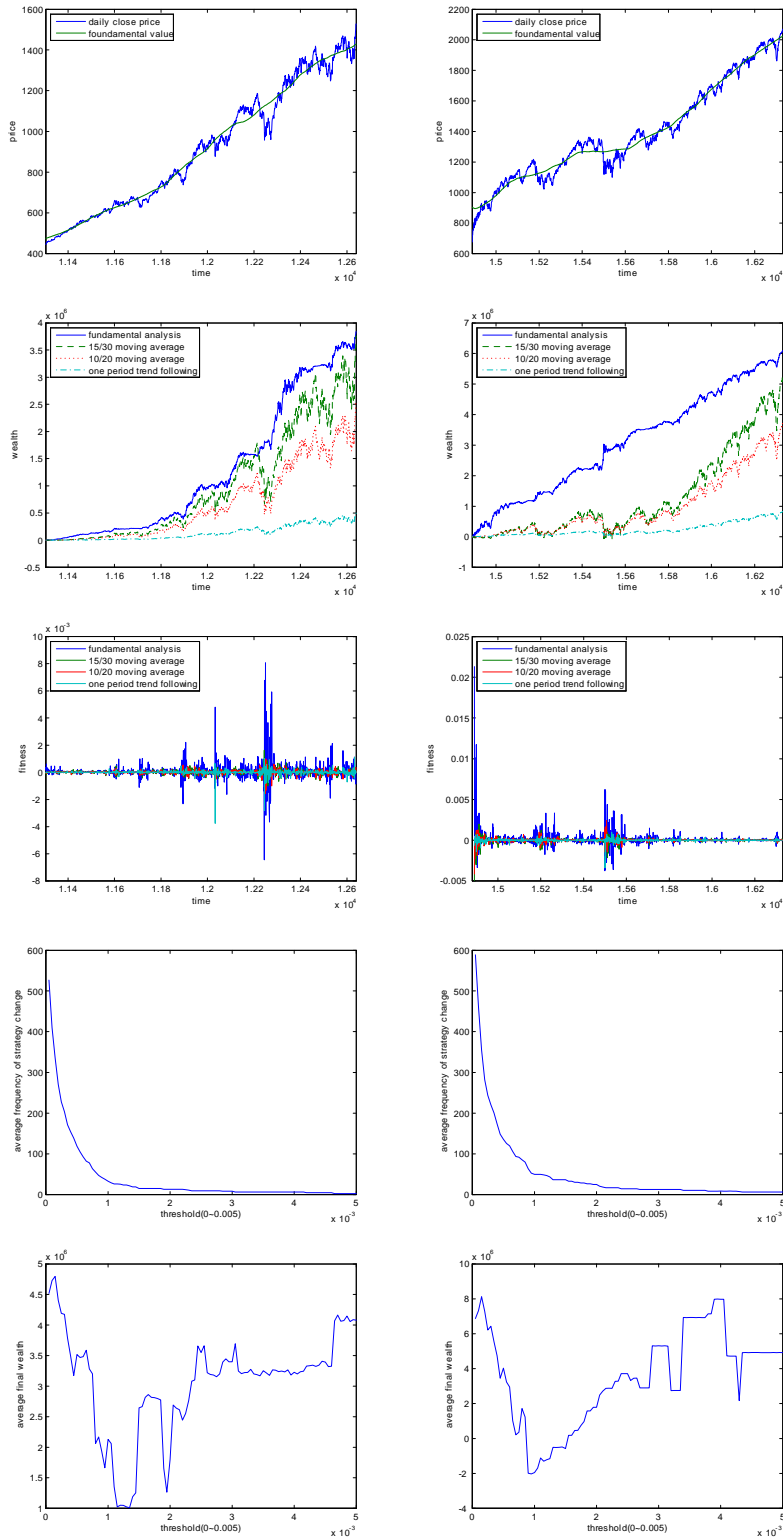 daily close price
foundamental value
1600
1400
1200
1000
800
600
400
price
1.14 1.16 1.18 1.2 1.22 1.24 1.26
time
x 10^4
daily close price
foundamental value
2200
2000
1800
1600
1400
1200
1000
800
600
price
1.5 1.52 1.54 1.56 1.58 1.6 1.62
time
x 10^4
x 10^6
fundamental analysis
15/30 moving average
10/20 moving average
one period trend following
4
3.5
3
2.5
2
1.5
1
0.5
0
-0.5
wealth
1.14 1.16 1.18 1.2 1.22 1.24 1.26
time
x 10^4
x 10^6
fundamental analysis
15/30 moving average
10/20 moving average
one period trend following
7
6
5
4
3
2
1
0
-1
wealth
1.5 1.52 1.54 1.56 1.58 1.6 1.62
time
x 10^4
x 10^-3
fundamental analysis
15/30 moving average
10/20 moving average
one period trend following
10
8
6
4
2
0
-2
-4
-6
-8
fitness
1.14 1.16 1.18 1.2 1.22 1.24 1.26
time
x 10^4
fundamental analysis
15/30 moving average
10/20 moving average
one period trend following
0.025
0.02
0.015
0.01
0.005
0
-0.005
fitness
1.5 1.52 1.54 1.56 1.58 1.6 1.62
time
x 10^4
600
500
400
300
200
100
0
average frequency of strategy change
0 1 2 3 4 5
threshold(0~0.005)
x 10^-3
600
500
400
300
200
100
0
average frequency of strategy change
0 1 2 3 4 5
threshold(0~0.005)
x 10^-3
x 10^6
5
4.5
4
3.5
3
2.5
2
1.5
1
average final wealth
0 1 2 3 4 5
threshold(0~0.005)
x 10^-3
x 10^6
10
8
6
4
2
0
-2
-4
average final wealth
0 1 2 3 4 5
threshold(0~0.005)
x 10^-3